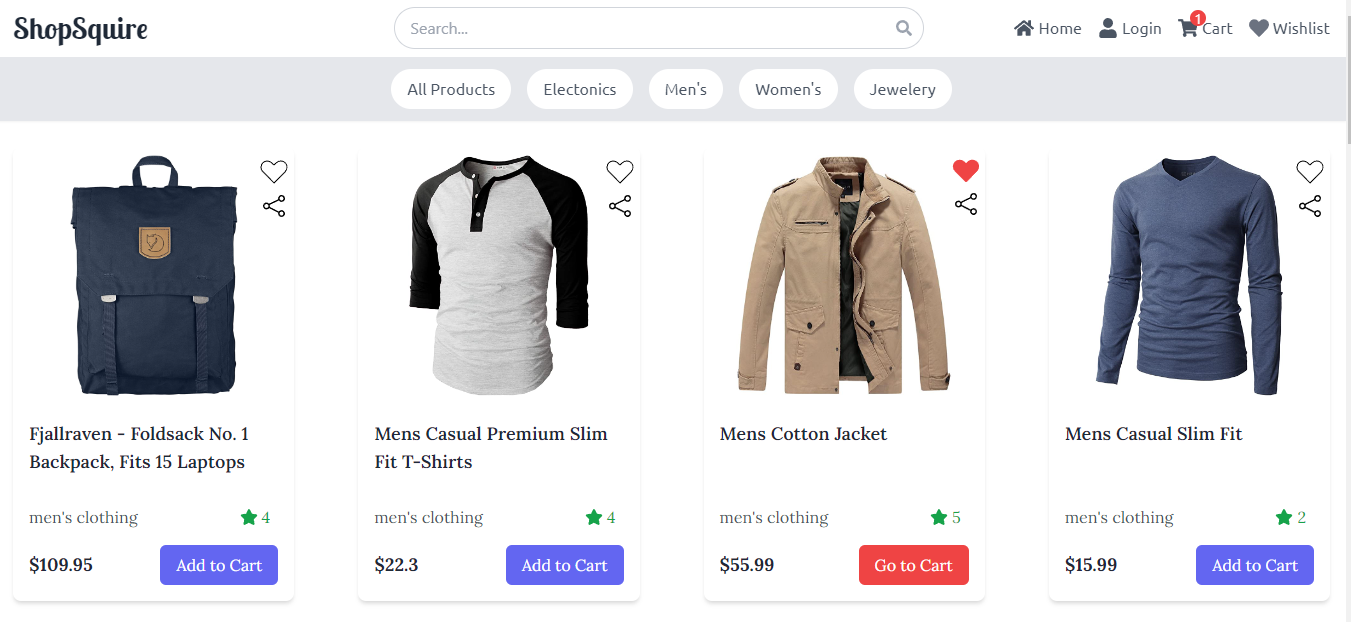 ShopSquire
Search...
Home
Login
1
Cart
Wishlist
All Products
Electonics
Men's
Women's
Jewelery
Fjallraven - Foldsack No. 1
Backpack, Fits 15 Laptops
men's clothing
4
$109.95
Add to Cart
Mens Casual Premium Slim
Fit T-Shirts
men's clothing
4
$22.3
Add to Cart
Mens Cotton Jacket
men's clothing
5
$55.99
Go to Cart
Mens Casual Slim Fit
men's clothing
2
$15.99
Add to Cart